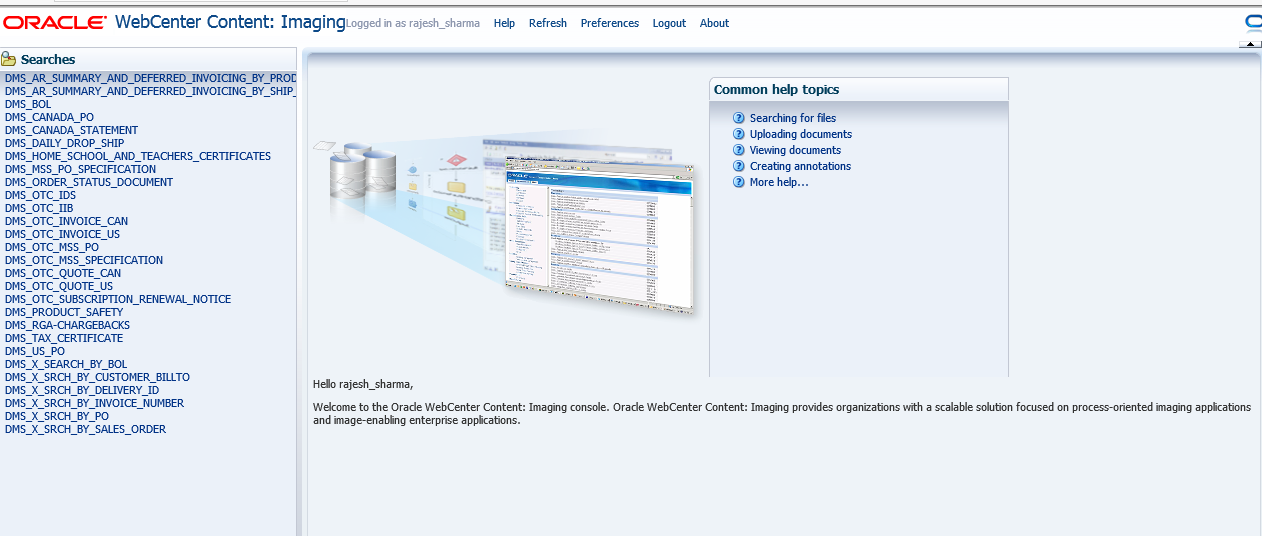 ORACLE WebCenter Content: Imaging Logged in as rajesh_sharma Help Refresh Preferences Logout About
Searches
DMS_AR_SUMMARY_AND_DEFERRED_INVOICING_BY_PROD
DMS_AR_SUMMARY_AND_DEFERRED_INVOICING_BY_SHIP_
DMS_BOL
DMS_CANADA_PO
DMS_CANADA_STATEMENT
DMS_DAILY_DROP_SHIP
DMS_HOME_SCHOOL_AND_TEACHERS_CERTIFICATES
DMS_MSS_PO_SPECIFICATION
DMS_ORDER_STATUS_DOCUMENT
DMS_OTC_IDS
DMS_OTC_IIB
DMS_OTC_INVOICE_CAN
DMS_OTC_INVOICE_US
DMS_OTC_MSS_PO
DMS_OTC_MSS_SPECIFICATION
DMS_OTC_QUOTE_CAN
DMS_OTC_QUOTE_US
DMS_OTC_SUBSCRIPTION_RENEWAL_NOTICE
DMS_PRODUCT_SAFETY
DMS_RGA-CHARGEBACKS
DMS_TAX_CERTIFICATE
DMS_US_PO
DMS_X_SEARCH_BY_BOL
DMS_X_SRCH_BY_CUSTOMER_BILLTO
DMS_X_SRCH_BY_DELIVERY_ID
DMS_X_SRCH_BY_INVOICE_NUMBER
DMS_X_SRCH_BY_PO
DMS_X_SRCH_BY_SALES_ORDER
Common help topics
Searching for files
Uploading documents
Viewing documents
Creating annotations
More help...
Hello rajesh_sharma,
Welcome to the Oracle WebCenter Content: Imaging console. Oracle WebCenter Content: Imaging provides organizations with a scalable solution focused on process-oriented imaging applications
and image-enabling enterprise applications.